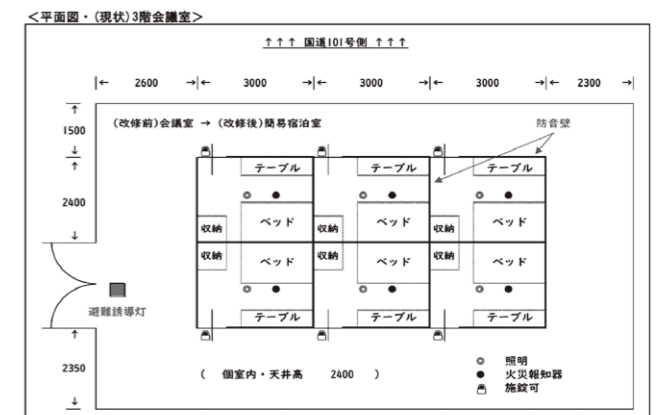 ＜平面図・(現状)3階会議室＞
↑ ↑ ↑ 国道101号側 ↑ ↑ ↑
2600 3000 3000 3000 2300
1500
(改修前)会議室 → (改修後)簡易宿泊室
防音壁
テーブル テーブル テーブル
2400
ベッド ベッド ベッド
収納 収納 収納
収納 収納 収納
ベッド ベッド ベッド
避難誘導灯
テーブル テーブル テーブル
2350
( 個室内・天井高 2400 )
◎ 照明
● 火災報知器
施錠可